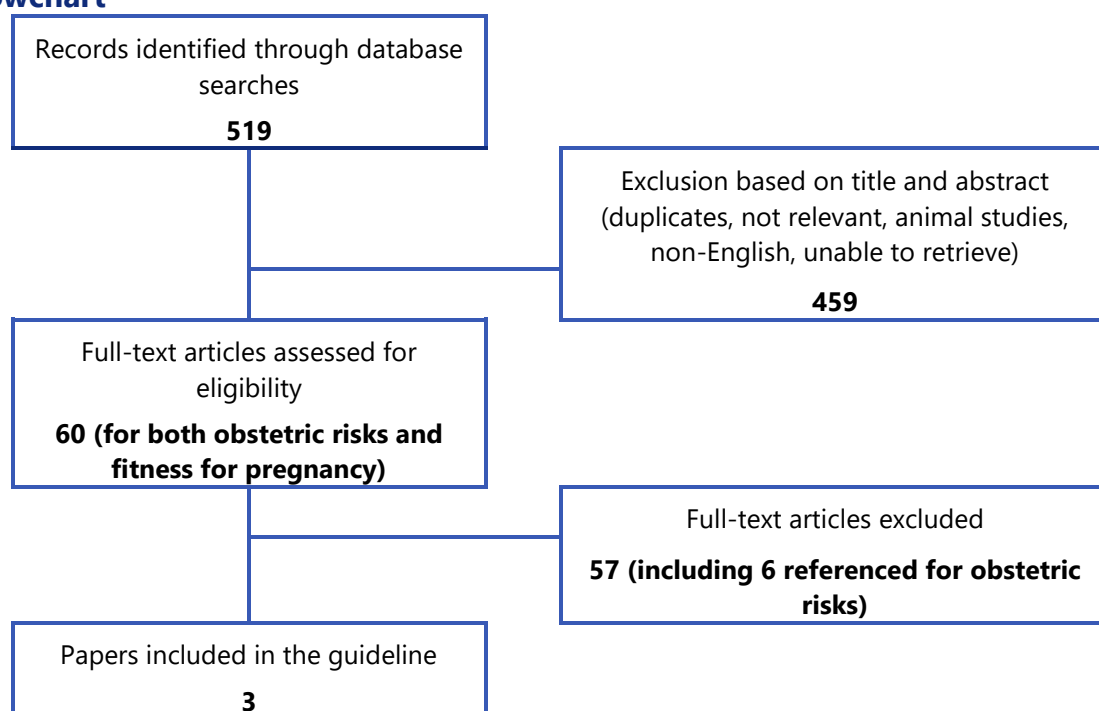 Records identified through database
searches
519
Exclusion based on title and abstract
(duplicates, not relevant, animal studies,
non-English, unable to retrieve)
459
Full-text articles assessed for
eligibility
60 (for both obstetric risks and
fitness for pregnancy)
Full-text articles excluded
57 (including 6 referenced for obstetric
risks)
Papers included in the guideline
3